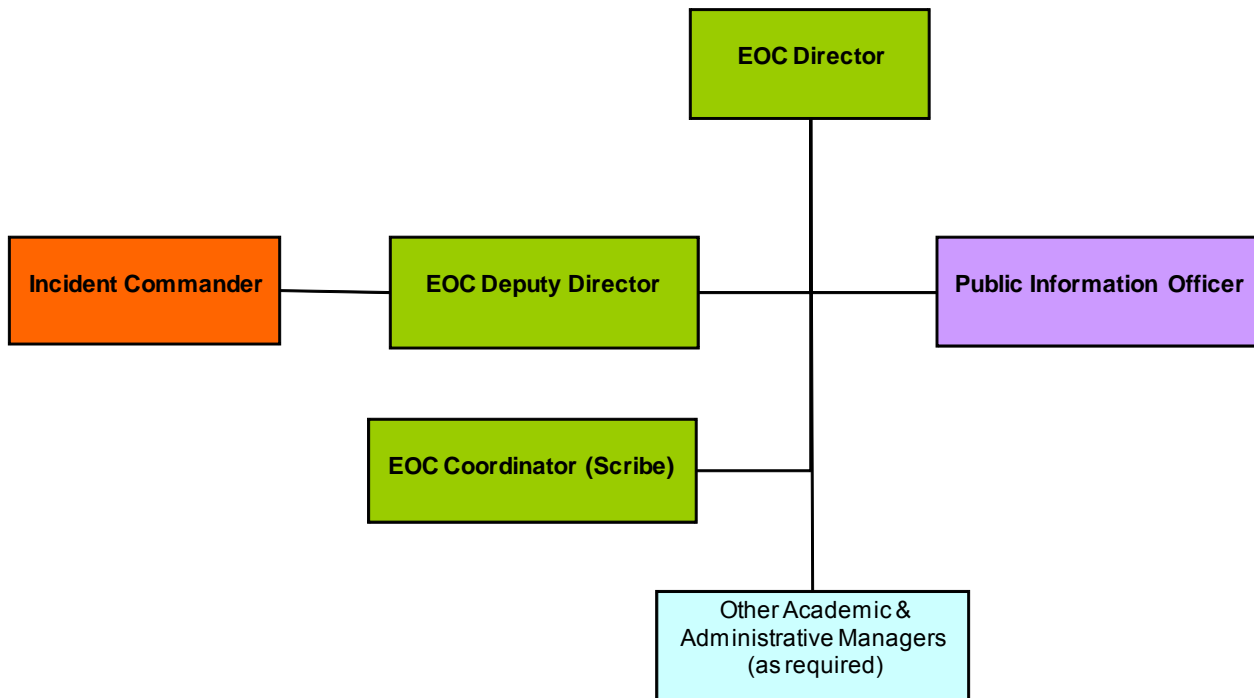 EOC Director
Incident Commander
EOC Deputy Director
Public Information Officer
EOC Coordinator (Scribe)
Other Academic &
Administrative Managers
(as required)